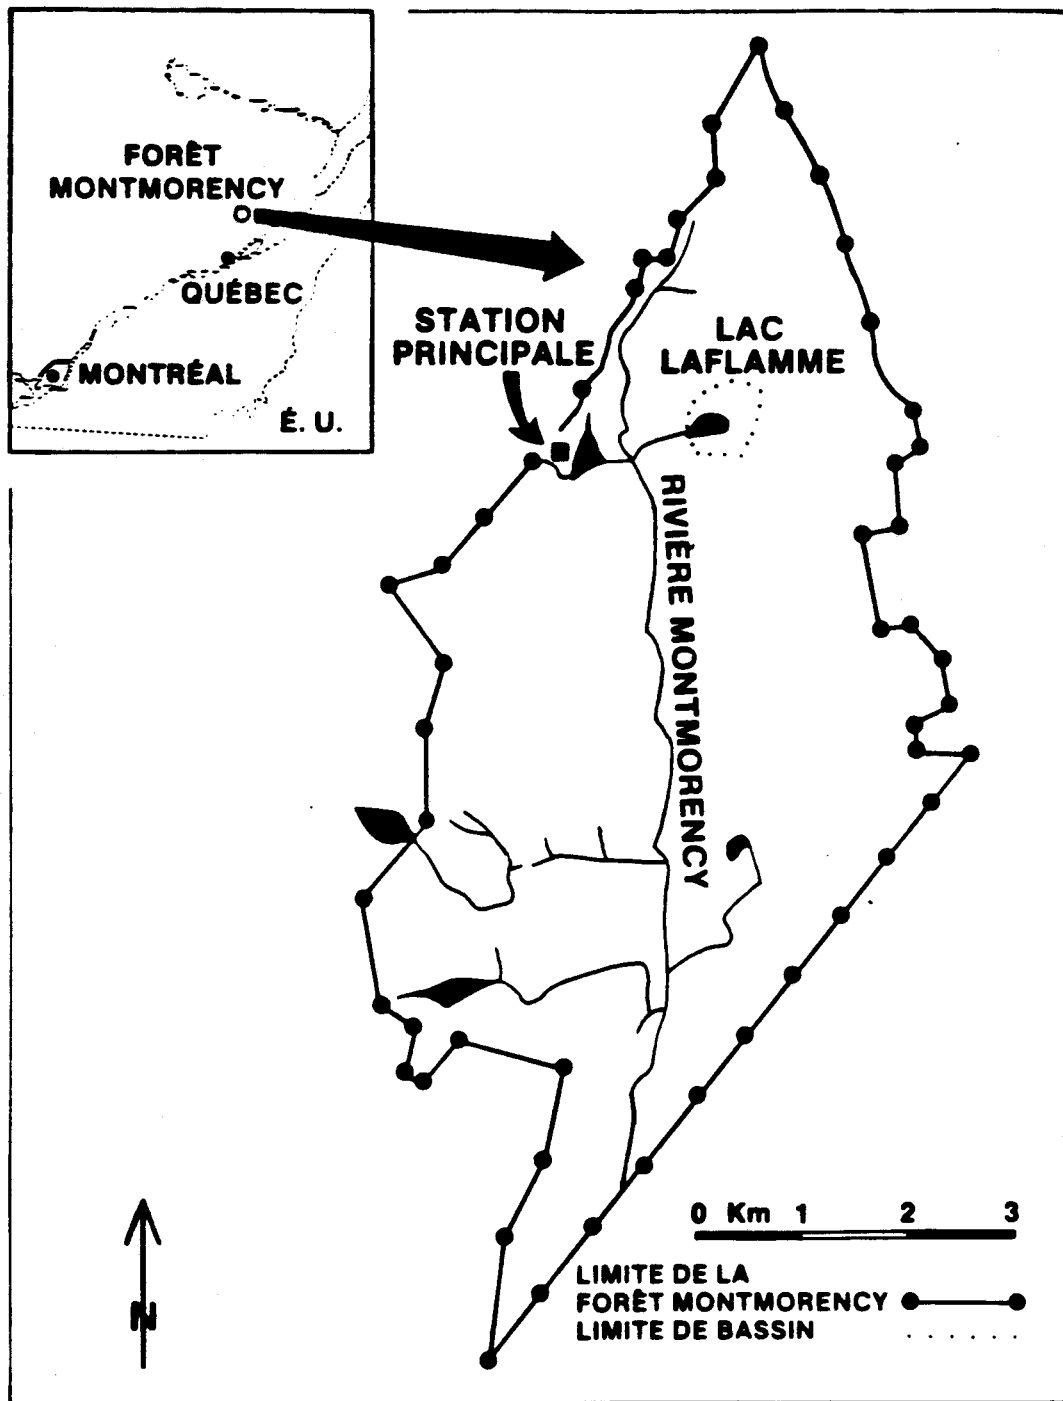 FORÊT
MONTMORENCY
QUÉBEC
MONTRÉAL
É. U.
STATION
PRINCIPALE
LAC
LAFLAMME
RIVIÈRE MONTMORENCY
N
0 Km 1 2 3
LIMITE DE LA
FORÊT MONTMORENCY
LIMITE DE BASSIN